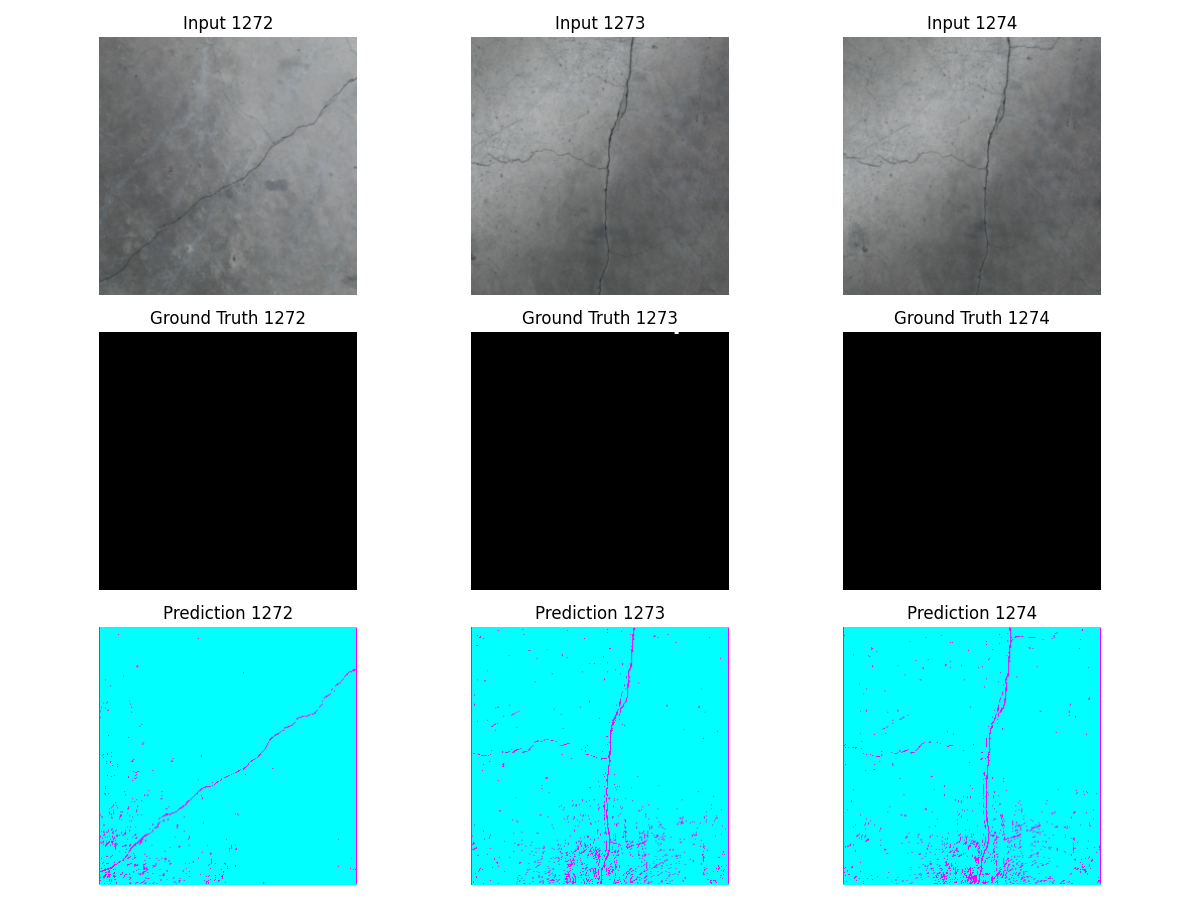 Input 1272
Input 1273
Input 1274
Ground Truth 1272
Ground Truth 1273
Ground Truth 1274
Prediction 1272
Prediction 1273
Prediction 1274